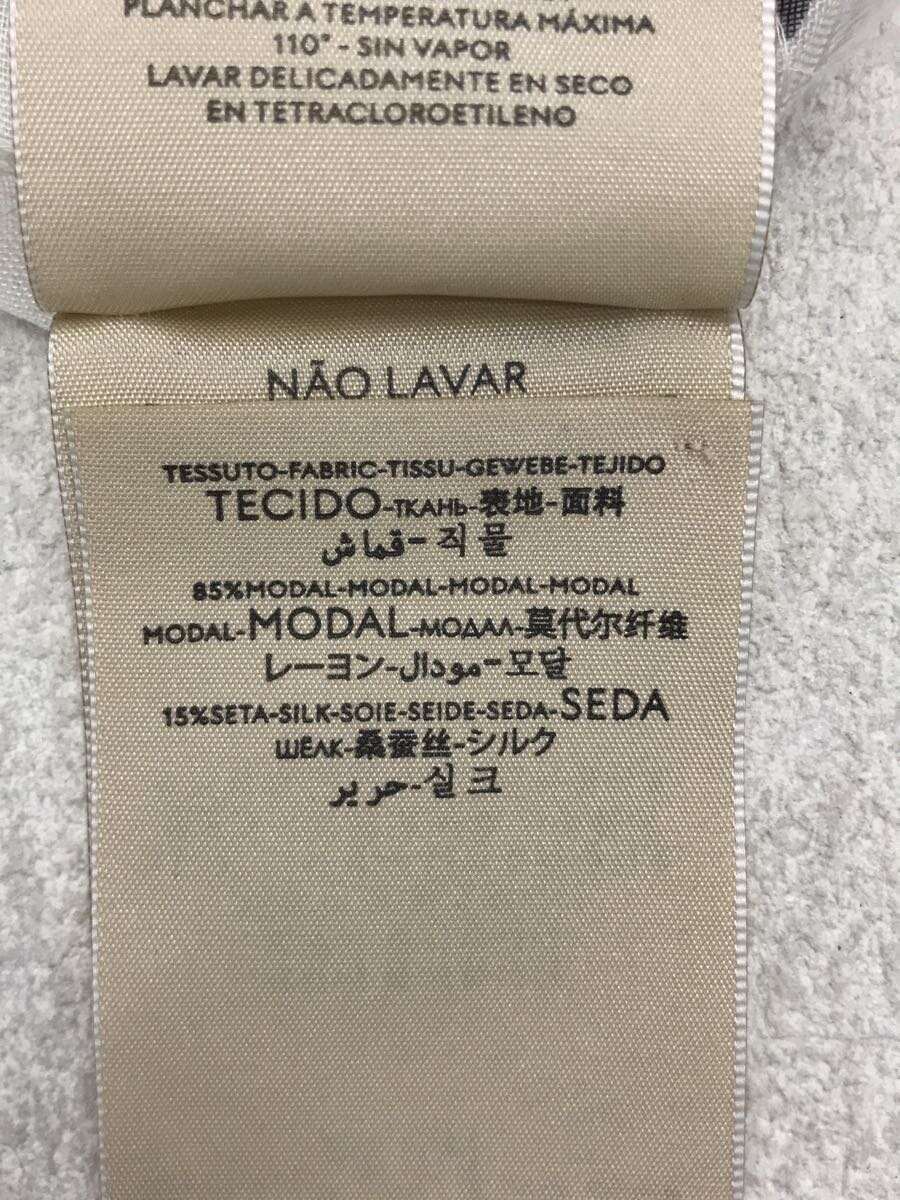 PLANCHAR A TEMPERATURA MÁXIMA
110° - SIN VAPOR
LAVAR DELICADAMENTE EN SECO
EN TETRACLOROETILENO
NÃO LAVAR
TESSUTO-FABRIC-TISSU-GEWEBE-TEJIDO
TECIDO-ТКАНЬ-表地-面料
قماش-직물
85%MODAL-MODAL-MODAL-MODAL
MODAL-MODAL-МОДАЛ-莫代尔纤维
レーヨン-مودال-모달
15%SETA-SILK-SOIE-SEIDE-SEDA-SEDA
ШЕЛК-桑蚕丝-シルク
حرير-실크